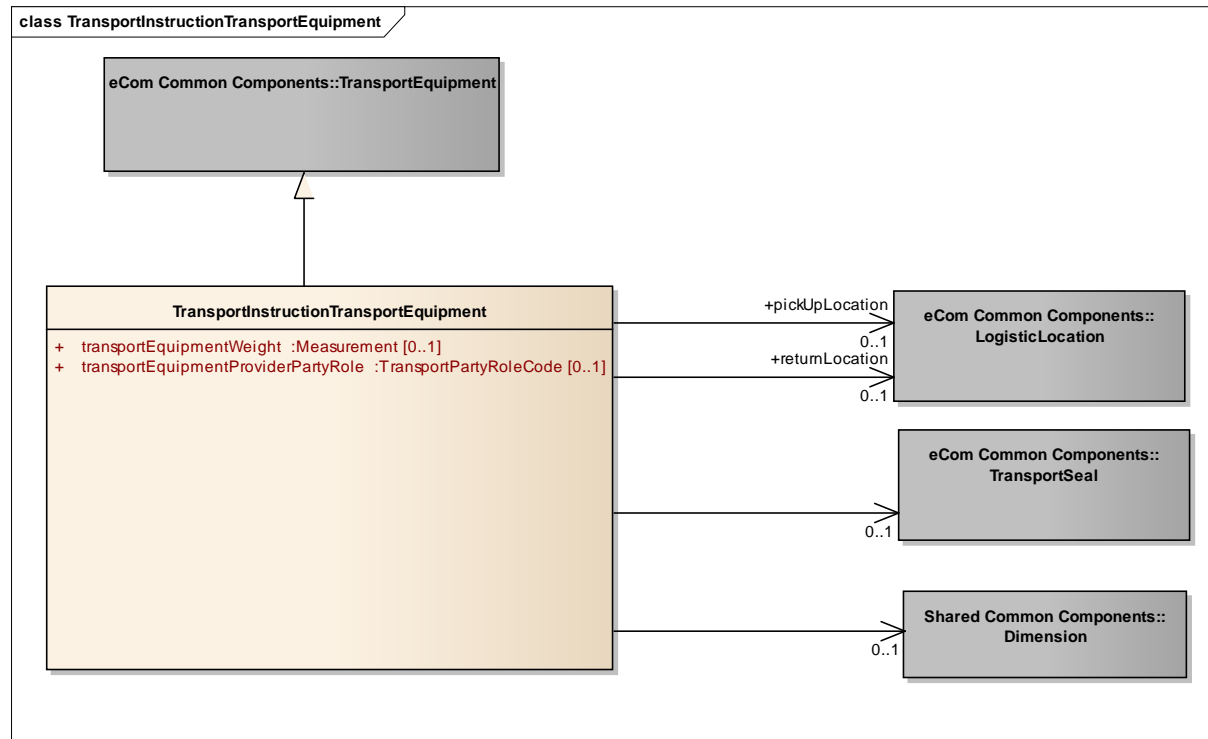 class TransportInstructionTransportEquipment
eCom Common Components::TransportEquipment
TransportInstructionTransportEquipment
+ transportEquipmentWeight :Measurement [0..1]
+ transportEquipmentProviderPartyRole :TransportPartyRoleCode [0..1]
+pickUpLocation
0..1
+returnLocation
0..1
eCom Common Components::
LogisticLocation
eCom Common Components::
TransportSeal
0..1
Shared Common Components::
Dimension
0..1